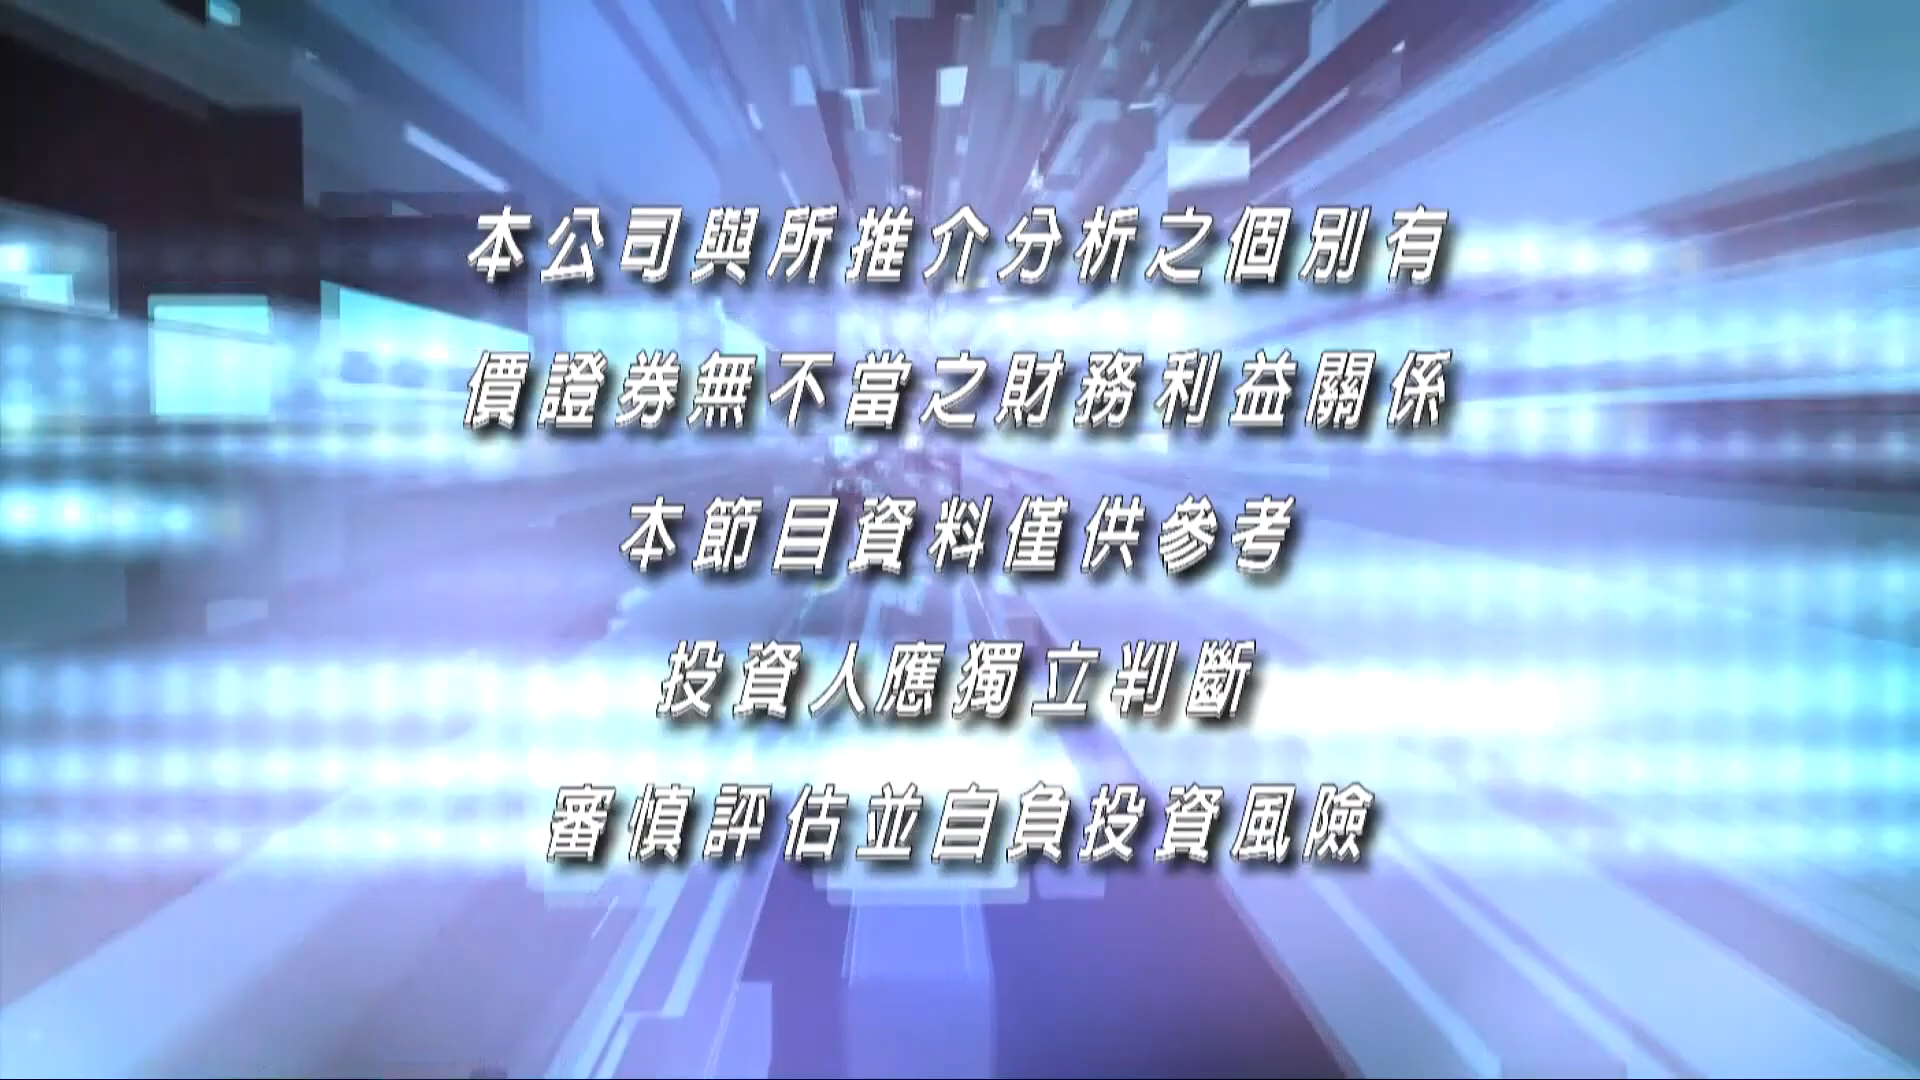 本公司與所推介分析之個別有
價證券無不當之財務利益關係
本節目資料僅供參考
投資人應獨立判斷
審慎評估並自負投資風險